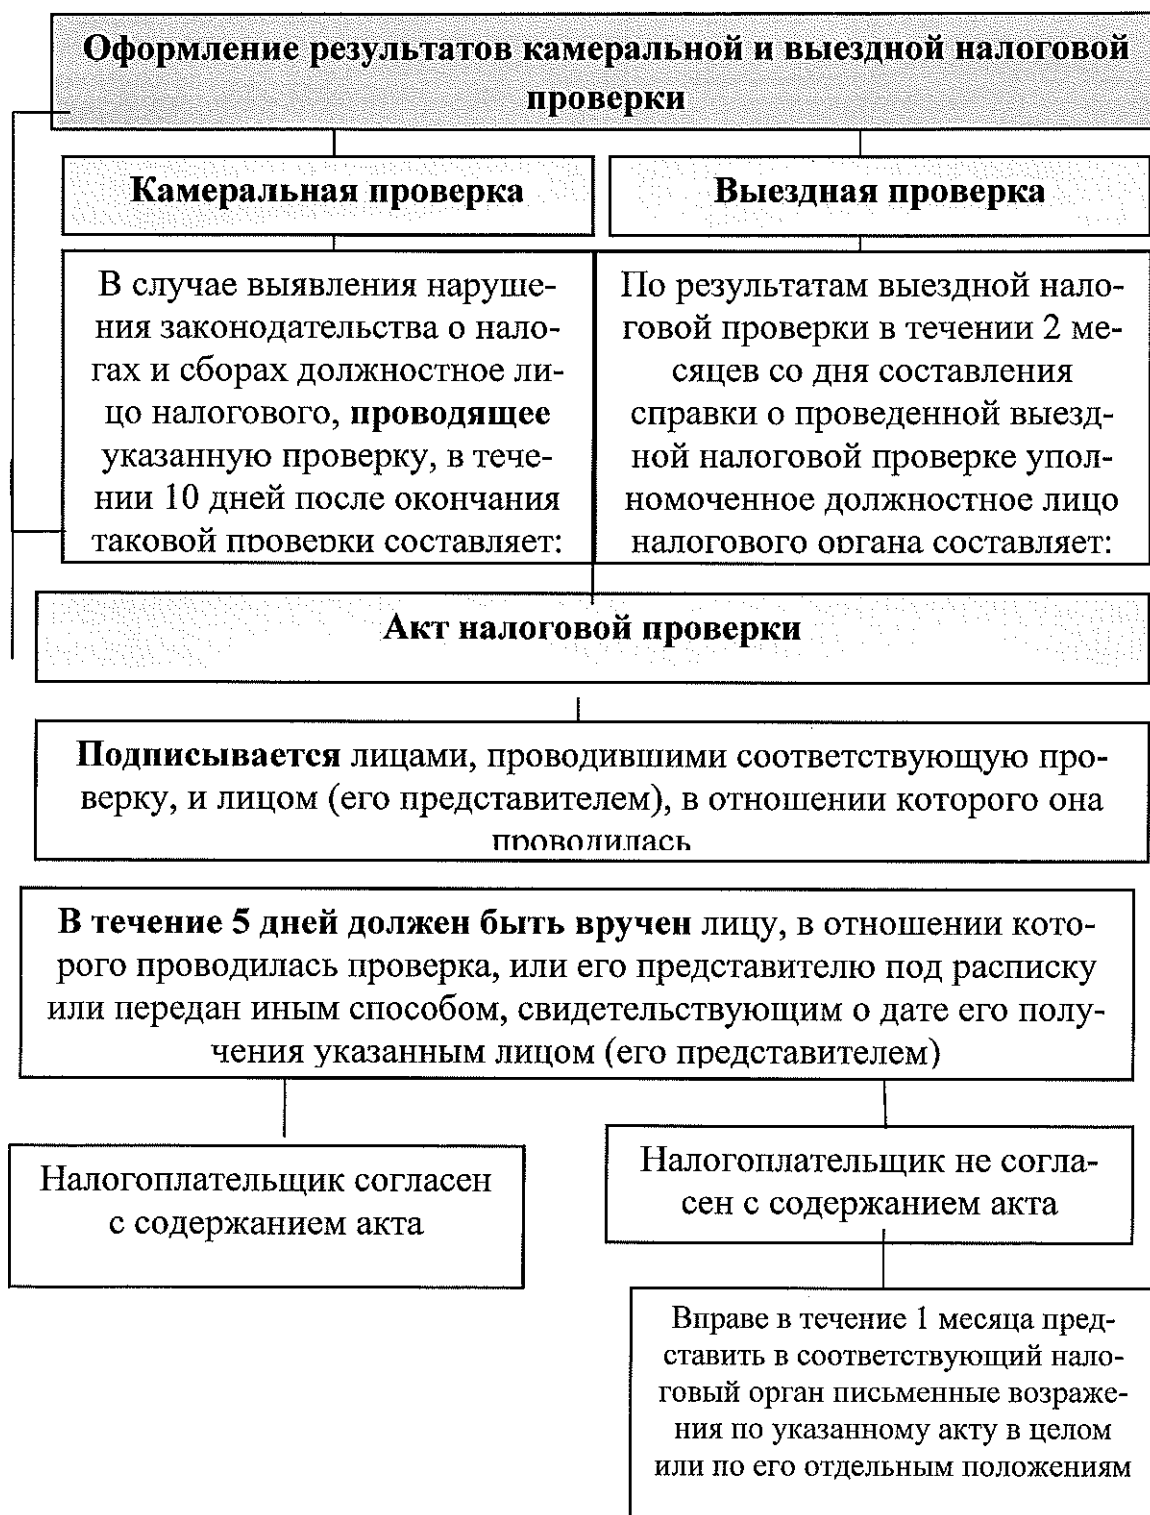 Оформление результатов камеральной и выездной налоговой
проверки
Камеральная проверка
Выездная проверка
В случае выявления наруше-
ния законодательства о нало-
гах и сборах должностное ли-
цо налогового, проводящее
указанную проверку, в тече-
нии 10 дней после окончания
таковой проверки составляет:
По результатам выездной нало-
говой проверки в течении 2 ме-
сяцев со дня составления
справки о проведенной выезд-
ной налоговой проверке упол-
номоченное должностное лицо
налогового органа составляет:
Акт налоговой проверки
Подписывается лицами, проводившими соответствующую про-
верку, и лицом (его представителем), в отношении которого она
проводилась
В течение 5 дней должен быть вручен лицу, в отношении кото-
рого проводилась проверка, или его представителю под расписку
или передан иным способом, свидетельствующим о дате его полу-
чения указанным лицом (его представителем)
Налогоплательщик согласен
с содержанием акта
Налогоплательщик не согла-
сен с содержанием акта
Вправе в течение 1 месяца пред-
ставить в соответствующий нало-
говый орган письменные возраже-
ния по указанному акту в целом
или по его отдельным положениям